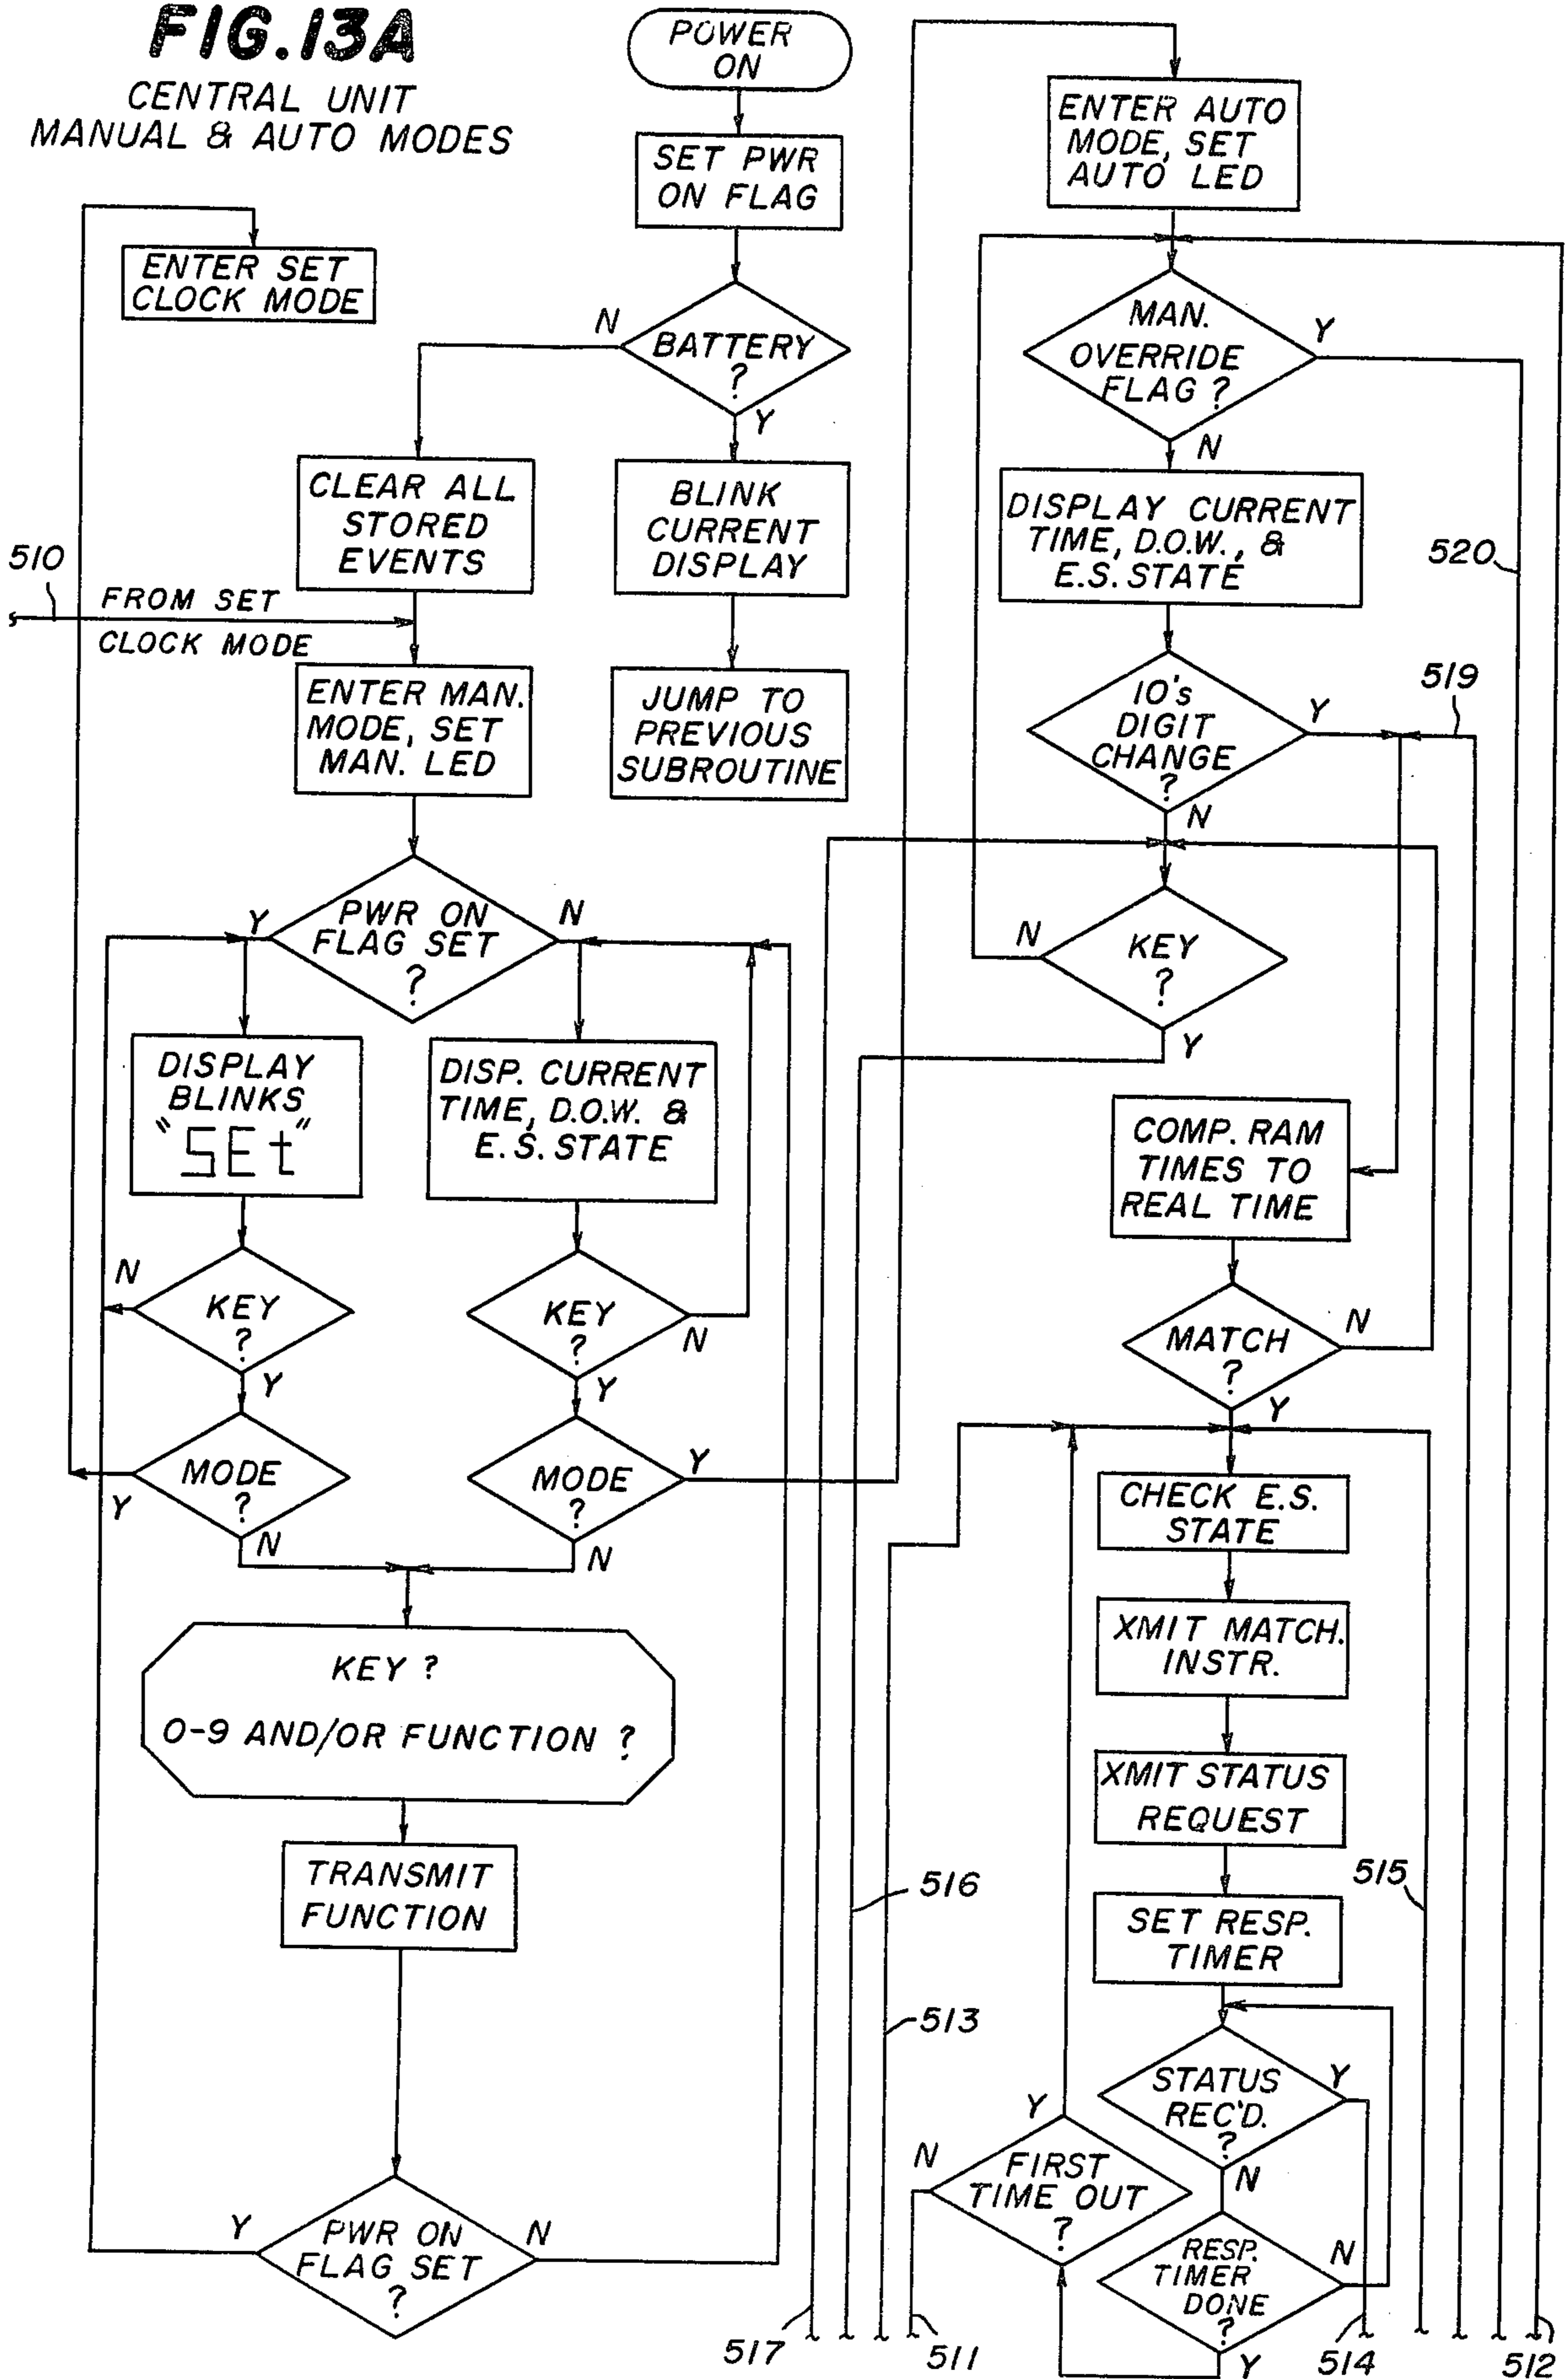 FIG. 13A
CENTRAL UNIT
MANUAL & AUTO MODES
POWER
ON
SET PWR
ON FLAG
ENTER SET
CLOCK MODE
BATTERY
?
N
Y
CLEAR ALL
STORED
EVENTS
BLINK
CURRENT
DISPLAY
510
FROM SET
CLOCK MODE
ENTER MAN.
MODE, SET
MAN. LED
JUMP TO
PREVIOUS
SUBROUTINE
PWR ON
FLAG SET
?
Y
N
DISPLAY
BLINKS
"SEt"
DISP. CURRENT
TIME, D.O.W. &
E.S. STATE
KEY
?
N
Y
KEY
?
N
Y
MODE
?
Y
N
MODE
?
Y
N
KEY ?
0-9 AND/OR FUNCTION ?
TRANSMIT
FUNCTION
PWR ON
FLAG SET
?
Y
N
ENTER AUTO
MODE, SET
AUTO LED
MAN.
OVERRIDE
FLAG ?
Y
N
DISPLAY CURRENT
TIME, D.O.W., &
E.S. STATE
520
10's
DIGIT
CHANGE
?
Y
N
519
KEY
?
N
Y
COMP. RAM
TIMES TO
REAL TIME
MATCH
?
N
Y
CHECK E.S.
STATE
XMIT MATCH.
INSTR.
XMIT STATUS
REQUEST
SET RESP.
TIMER
516
515
513
STATUS
REC'D.
?
Y
N
FIRST
TIME OUT
?
Y
N
RESP.
TIMER
DONE
?
N
Y
517
511
514
512